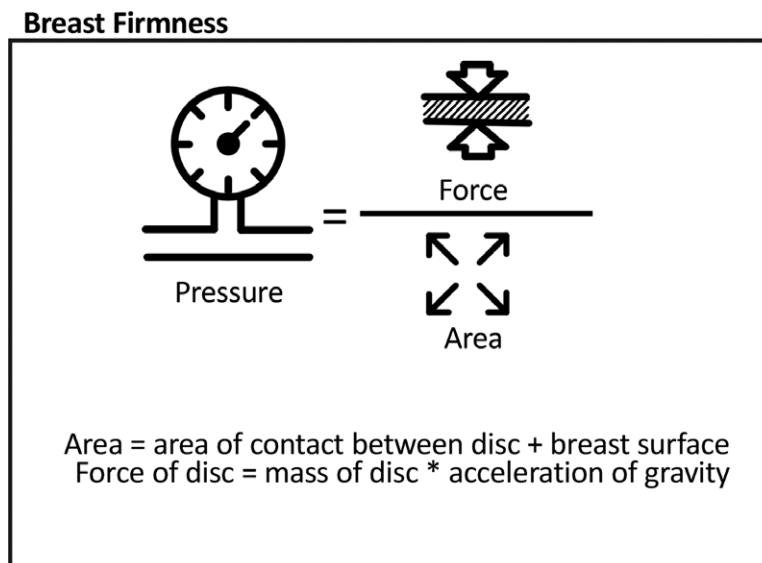 Breast Firmness
Force
=
Pressure
Area
Area = area of contact between disc + breast surface
Force of disc = mass of disc * acceleration of gravity